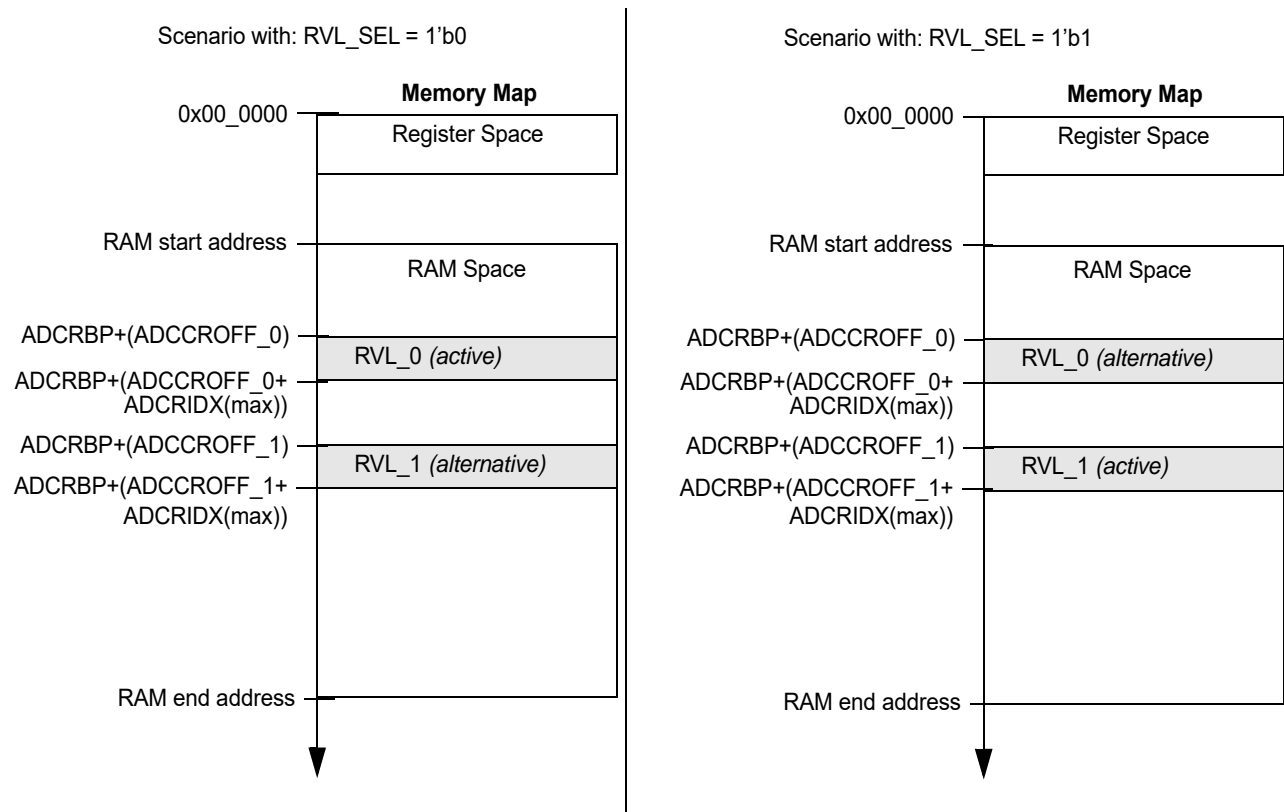 Scenario with: RVL_SEL = 1'b0
Memory Map
0x00_0000
Register Space
RAM start address
RAM Space
ADCRBP+(ADCCROFF_0)
RVL_0 (active)
ADCRBP+(ADCCROFF_0+
ADCRIDX(max))
ADCRBP+(ADCCROFF_1)
RVL_1 (alternative)
ADCRBP+(ADCCROFF_1+
ADCRIDX(max))
RAM end address
Scenario with: RVL_SEL = 1'b1
Memory Map
0x00_0000
Register Space
RAM start address
RAM Space
ADCRBP+(ADCCROFF_0)
RVL_0 (alternative)
ADCRBP+(ADCCROFF_0+
ADCRIDX(max))
ADCRBP+(ADCCROFF_1)
RVL_1 (active)
ADCRBP+(ADCCROFF_1+
ADCRIDX(max))
RAM end address